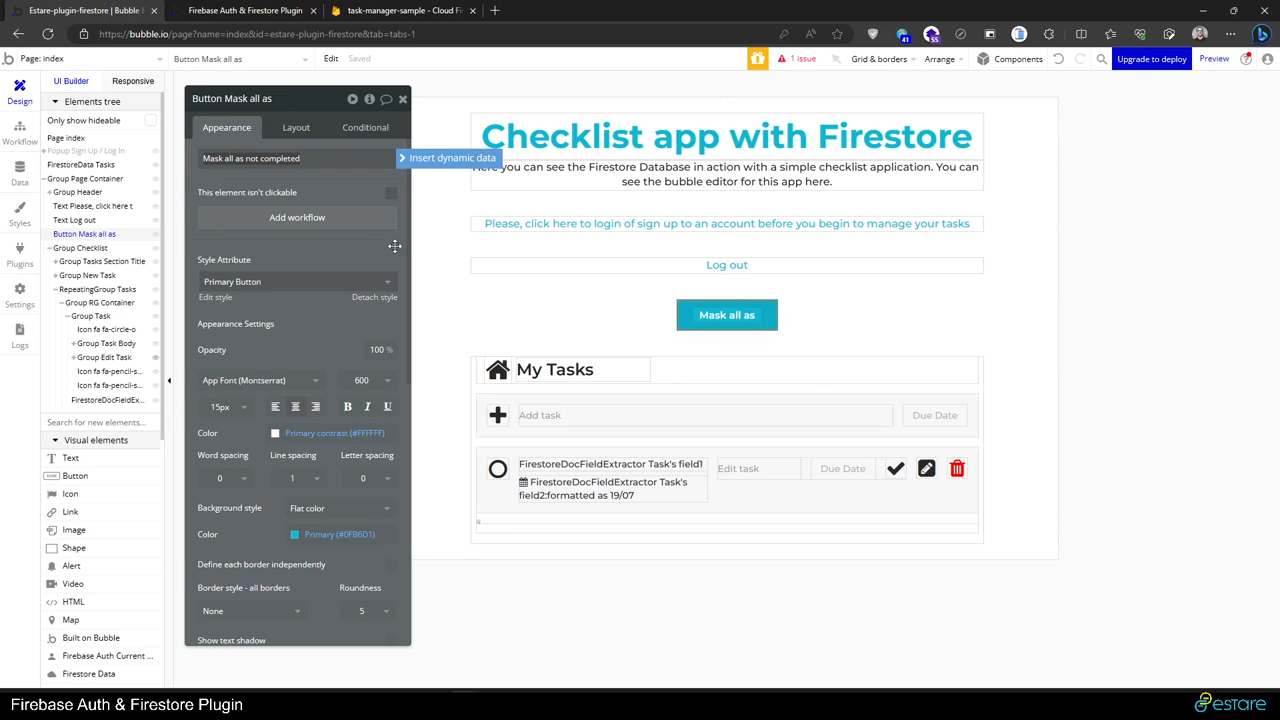 Estare-plugin-firestore | Bubble
Firebase Auth & Firestore Plugin
task-manager-sample - Cloud Fi
https://bubble.io/page?name=index&id=estare-plugin-firestore&tab=tabs-1
41
55
Page: index
Button Mask all as
Edit
Saved
1 issue
Grid & borders
Arrange
Components
Upgrade to deploy
Preview
Design
Workflow
Data
Styles
Plugins
Settings
Logs
UI Builder
Responsive
Elements tree
Only show hideable
Page index
Popup Sign Up / Log In
FirestoreData Tasks
Group Page Container
Group Header
Text Please, click here t
Text Log out
Button Mask all as
Group Checklist
Group Tasks Section Title
Group New Task
RepeatingGroup Tasks
Group RG Container
Group Task
Icon fa fa-circle-o
Group Task Body
Group Edit Task
Icon fa fa-pencil-s...
Icon fa fa-pencil-s...
FirestoreDocFieldEx...
Search for new elements...
Visual elements
Text
Button
Icon
Link
Image
Shape
Alert
Video
HTML
Map
Built on Bubble
Firebase Auth Current ...
Firestore Data
Button Mask all as
Appearance
Layout
Conditional
Mask all as not completed
Insert dynamic data
This element isn't clickable
Add workflow
Style Attribute
Primary Button
Edit style
Detach style
Appearance Settings
Opacity
100 %
App Font (Montserrat)
600
15px
B I U
Color
Primary contrast (#FFFFFF)
Word spacing
Line spacing
Letter spacing
0
1
0
Background style
Flat color
Color
Primary (#0FB6D1)
Define each border independently
Border style - all borders
Roundness
None
5
Show text shadow
Checklist app with Firestore
Here you can see the Firestore Database in action with a simple checklist application. You can
see the bubble editor for this app here.
Please, click here to login of sign up to an account before you begin to manage your tasks
Log out
Mask all as
My Tasks
Add task
Due Date
FirestoreDocFieldExtractor Task's field1
FirestoreDocFieldExtractor Task's
field2:formatted as 19/07
Edit task
Due Date
Firebase Auth & Firestore Plugin
estare